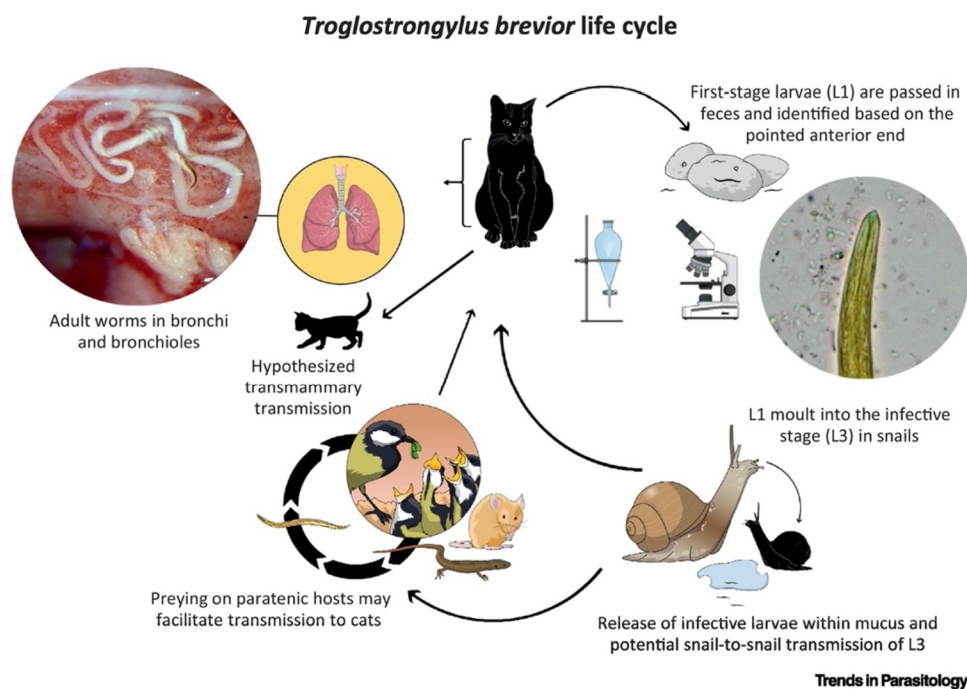 Troglostrongylus brevior life cycle
First-stage larvae (L1) are passed in
feces and identified based on the
pointed anterior end
Adult worms in bronchi
and bronchioles
Hypothesized
transmammary
transmission
L1 moult into the infective
stage (L3) in snails
Preying on paratenic hosts may
facilitate transmission to cats
Release of infective larvae within mucus and
potential snail-to-snail transmission of L3
Trends in Parasitology